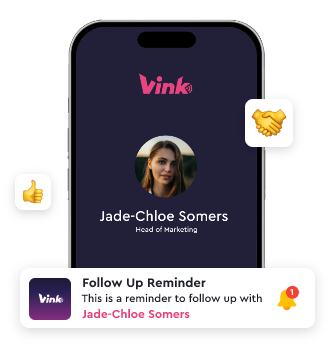 Vink
Jade-Chloe Somers
Head of Marketing
Vink
Follow Up Reminder
This is a reminder to follow up with
Jade-Chloe Somers
1